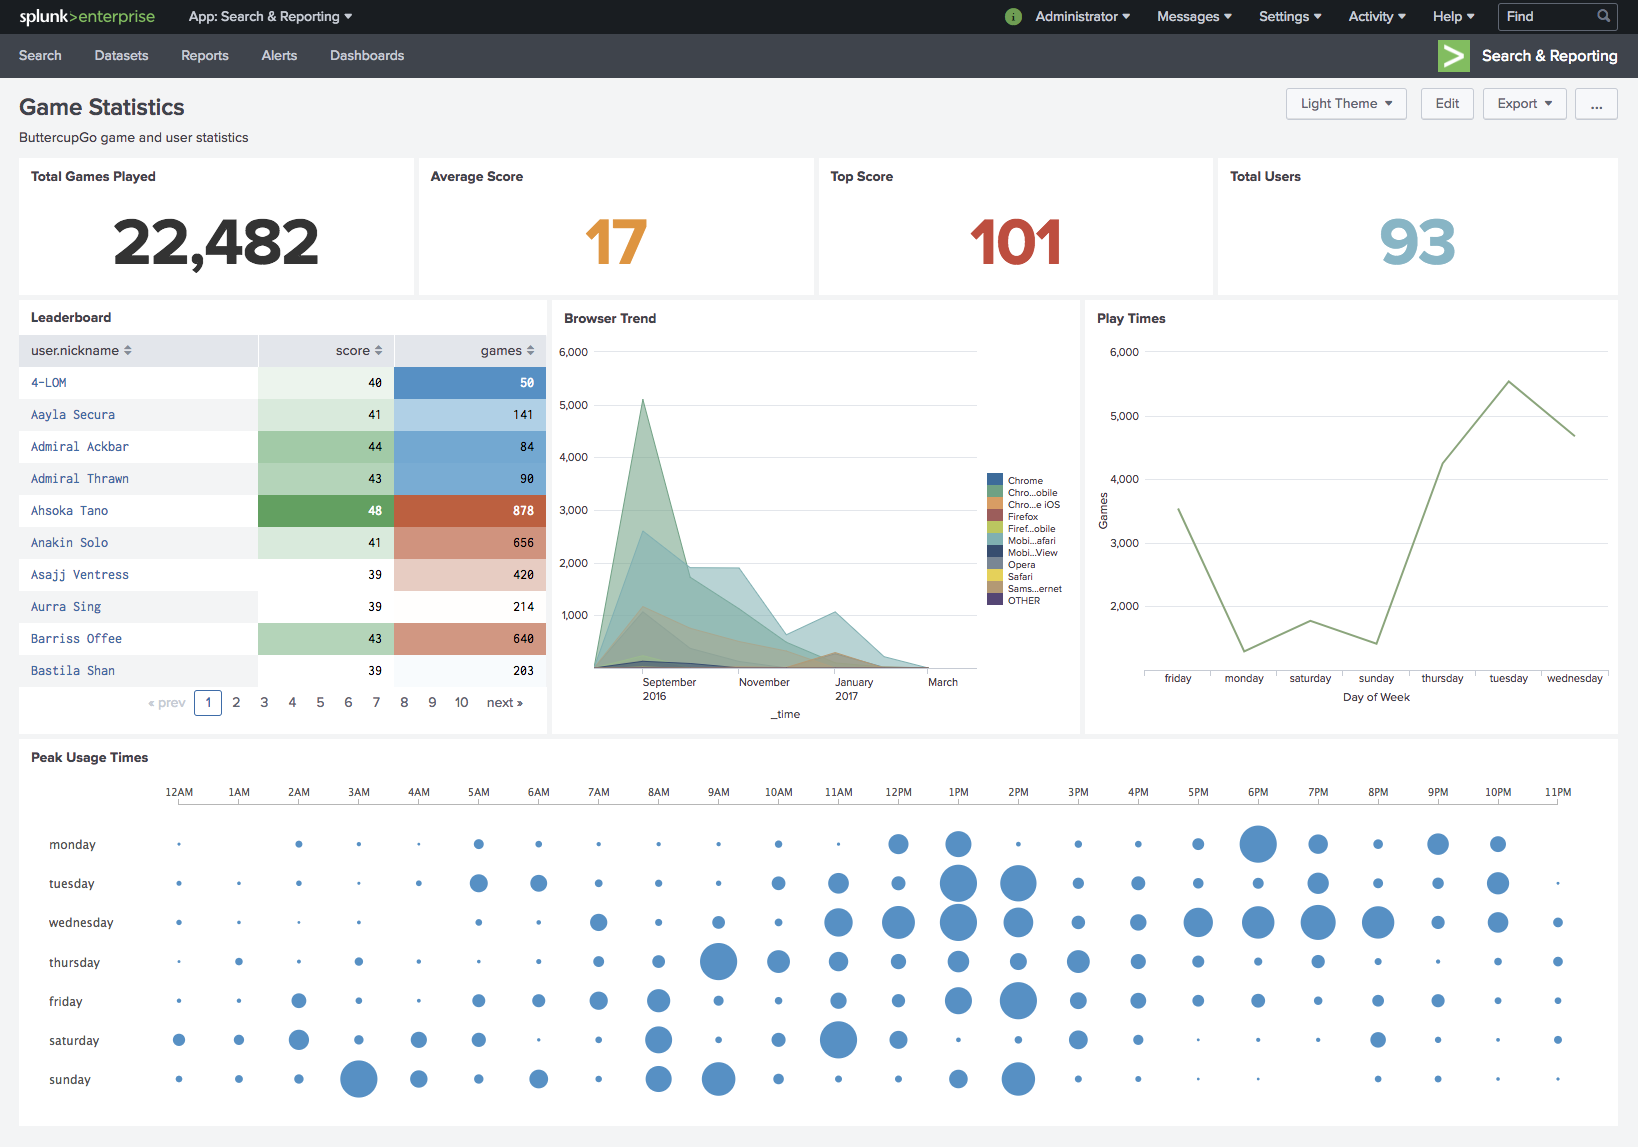 splunk>enterprise App: Search & Reporting i Administrator Messages Settings Activity Help Find
Search Datasets Reports Alerts Dashboards > Search & Reporting
Game Statistics
Light Theme Edit Export ...
ButtercupGo game and user statistics
Total Games Played
22,482
Average Score
17
Top Score
101
Total Users
93
Leaderboard
user.nickname score games
4-LOM 40 50
Aayla Secura 41 141
Admiral Ackbar 44 84
Admiral Thrawn 43 90
Ahsoka Tano 48 878
Anakin Solo 41 656
Asajj Ventress 39 420
Aurra Sing 39 214
Barriss Offee 43 640
Bastila Shan 39 203
« prev 1 2 3 4 5 6 7 8 9 10 next »
Browser Trend
6,000
5,000
4,000
3,000
2,000
1,000
September November January March
2016 2017
_time
Chrome
Chro...obile
Chro...e iOS
Firefox
Firef...obile
Mobi...afari
Mobi...View
Opera
Safari
Sams...ernet
OTHER
Play Times
6,000
5,000
4,000
3,000
2,000
Games
friday monday saturday sunday thursday tuesday wednesday
Day of Week
Peak Usage Times
12AM 1AM 2AM 3AM 4AM 5AM 6AM 7AM 8AM 9AM 10AM 11AM 12PM 1PM 2PM 3PM 4PM 5PM 6PM 7PM 8PM 9PM 10PM 11PM
monday
tuesday
wednesday
thursday
friday
saturday
sunday